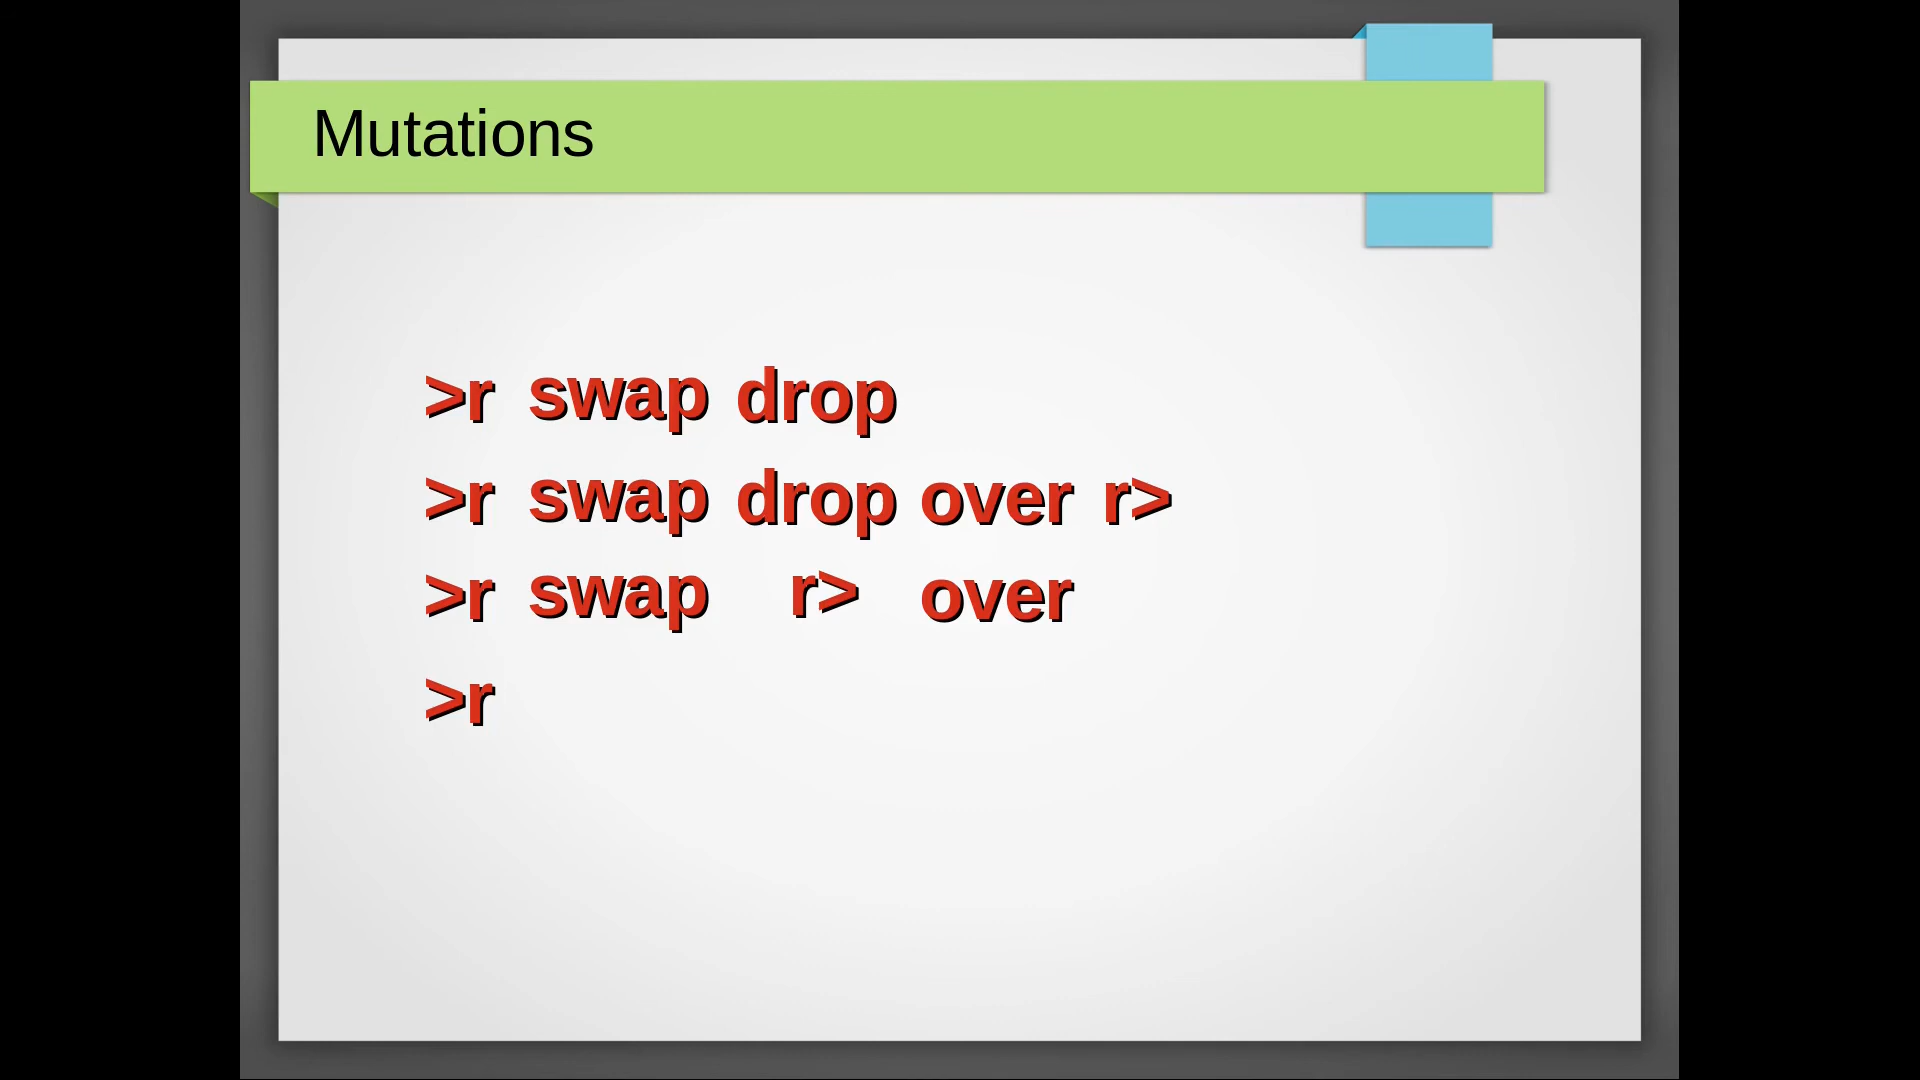 Mutations
>r swap drop
>r swap drop over r>
>r swap r> over
>r